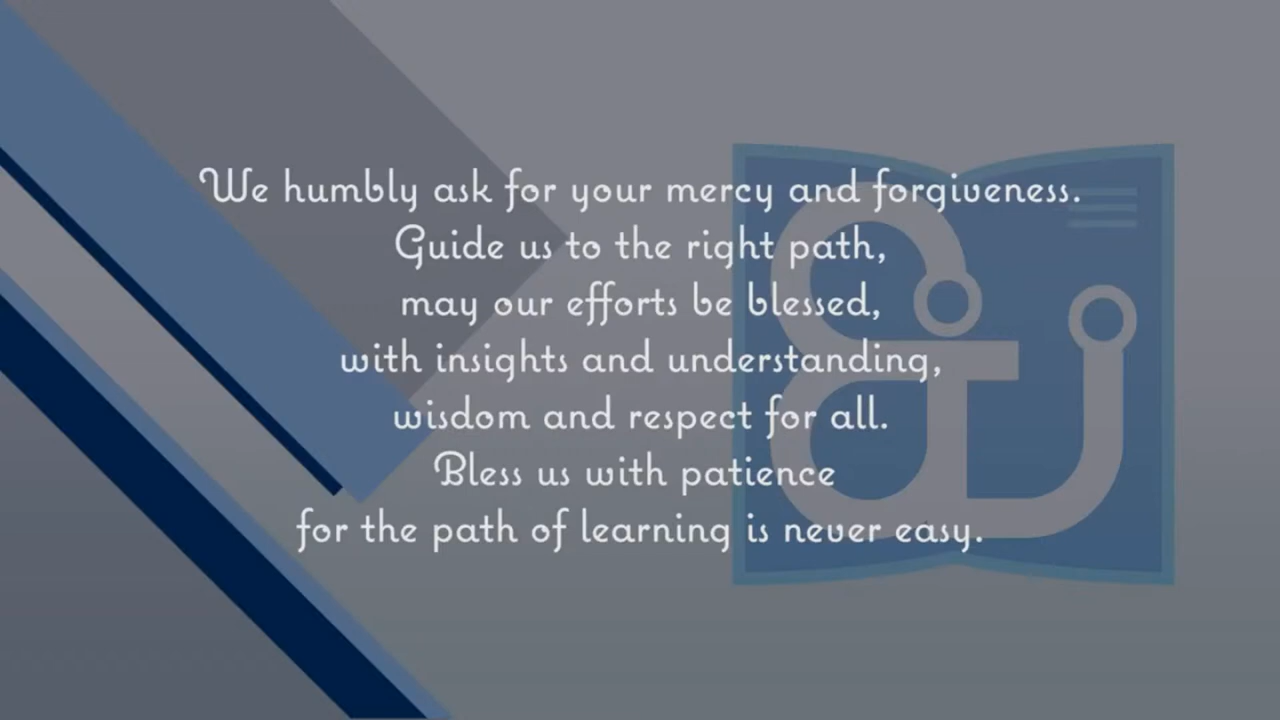 We humbly ask for your mercy and forgiveness.
Guide us to the right path,
may our efforts be blessed,
with insights and understanding,
wisdom and respect for all.
Bless us with patience
for the path of learning is never easy.